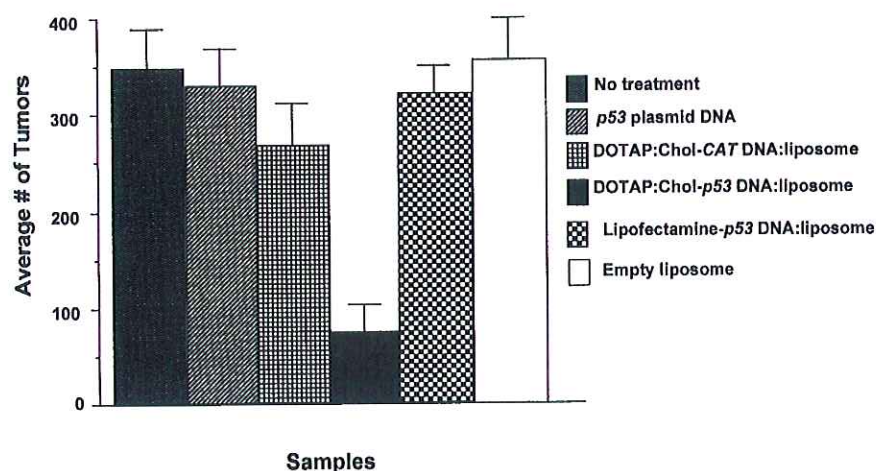 400
300
200
100
0
Average # of Tumors
Samples
No treatment
p53 plasmid DNA
DOTAP:Chol-CAT DNA:liposome
DOTAP:Chol-p53 DNA:liposome
Lipofectamine-p53 DNA:liposome
Empty liposome